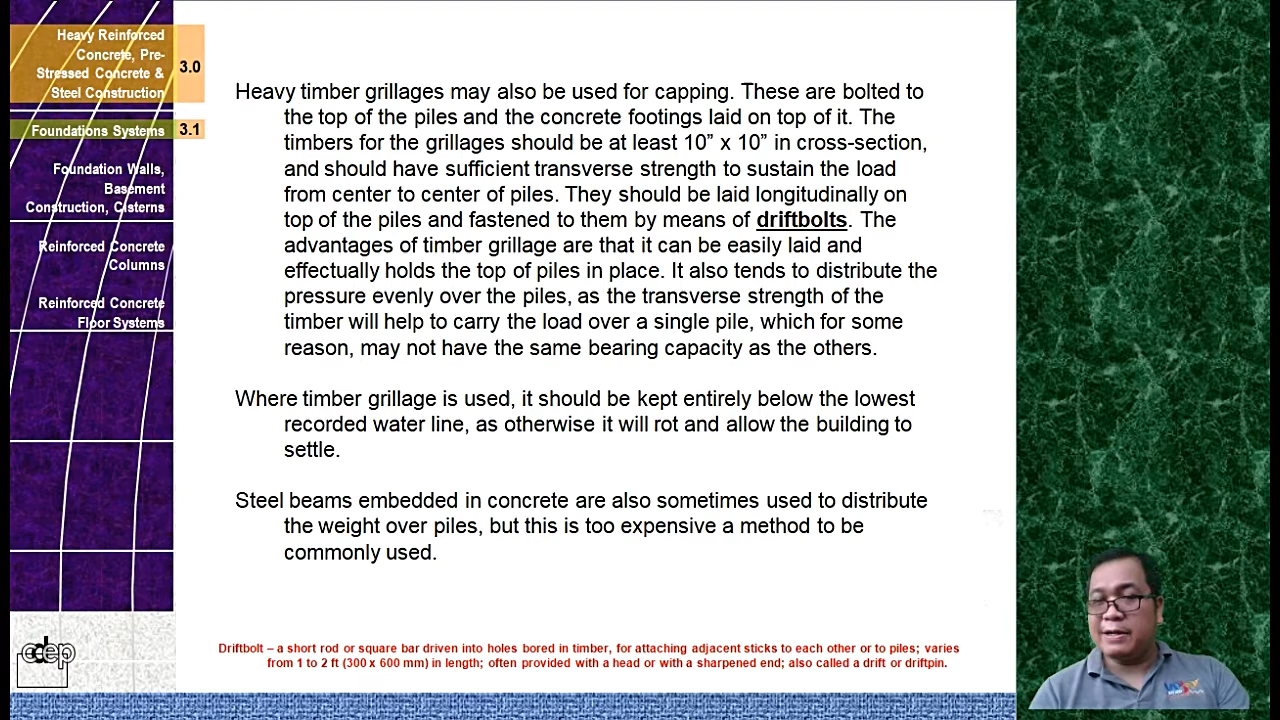 Heavy Reinforced
Concrete, Pre-
Stressed Concrete &
Steel Construction
3.0
Foundations Systems
3.1
Foundation Walls,
Basement
Construction, Cisterns
Reinforced Concrete
Columns
Reinforced Concrete
Floor Systems
Heavy timber grillages may also be used for capping. These are bolted to
the top of the piles and the concrete footings laid on top of it. The
timbers for the grillages should be at least 10” x 10” in cross-section,
and should have sufficient transverse strength to sustain the load
from center to center of piles. They should be laid longitudinally on
top of the piles and fastened to them by means of driftbolts. The
advantages of timber grillage are that it can be easily laid and
effectually holds the top of piles in place. It also tends to distribute the
pressure evenly over the piles, as the transverse strength of the
timber will help to carry the load over a single pile, which for some
reason, may not have the same bearing capacity as the others.
Where timber grillage is used, it should be kept entirely below the lowest
recorded water line, as otherwise it will rot and allow the building to
settle.
Steel beams embedded in concrete are also sometimes used to distribute
the weight over piles, but this is too expensive a method to be
commonly used.
Driftbolt – a short rod or square bar driven into holes bored in timber, for attaching adjacent sticks to each other or to piles; varies
from 1 to 2 ft (300 x 600 mm) in length; often provided with a head or with a sharpened end; also called a drift or driftpin.
cdep